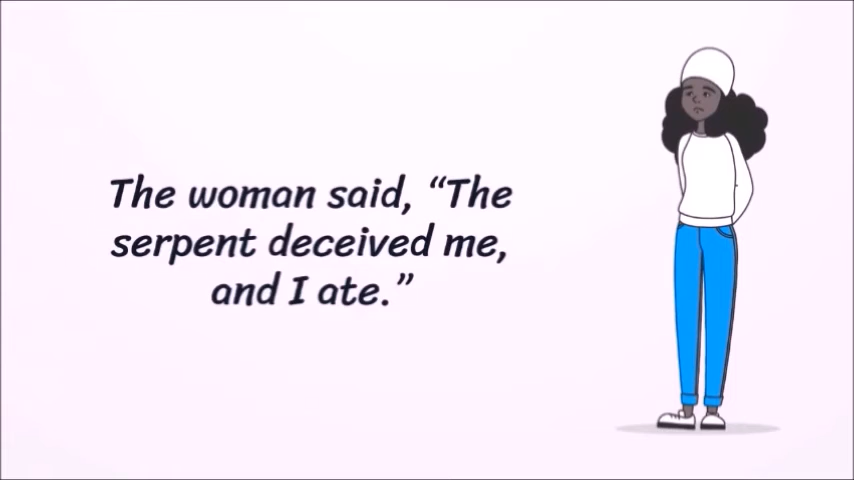 The woman said, “The
serpent deceived me,
and I ate.”